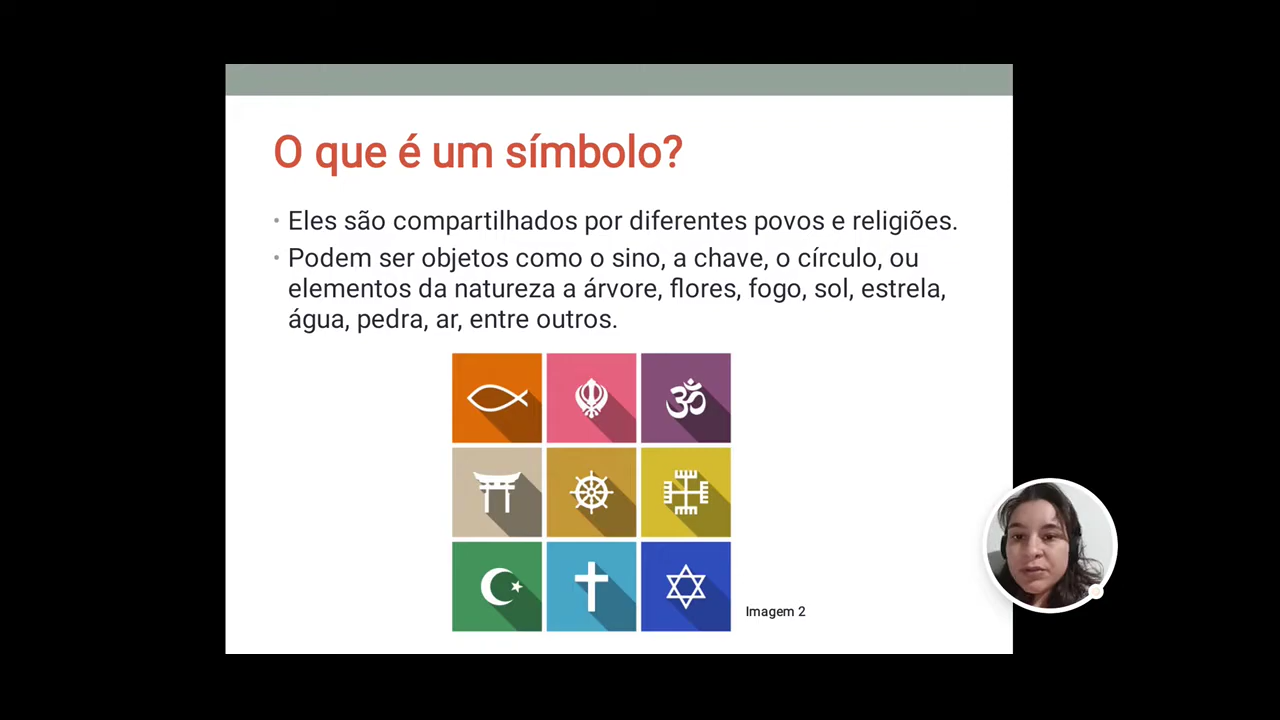 O que é um símbolo?
• Eles são compartilhados por diferentes povos e religiões.
• Podem ser objetos como o sino, a chave, o círculo, ou
elementos da natureza a árvore, flores, fogo, sol, estrela,
água, pedra, ar, entre outros.
ॐ
Imagem 2